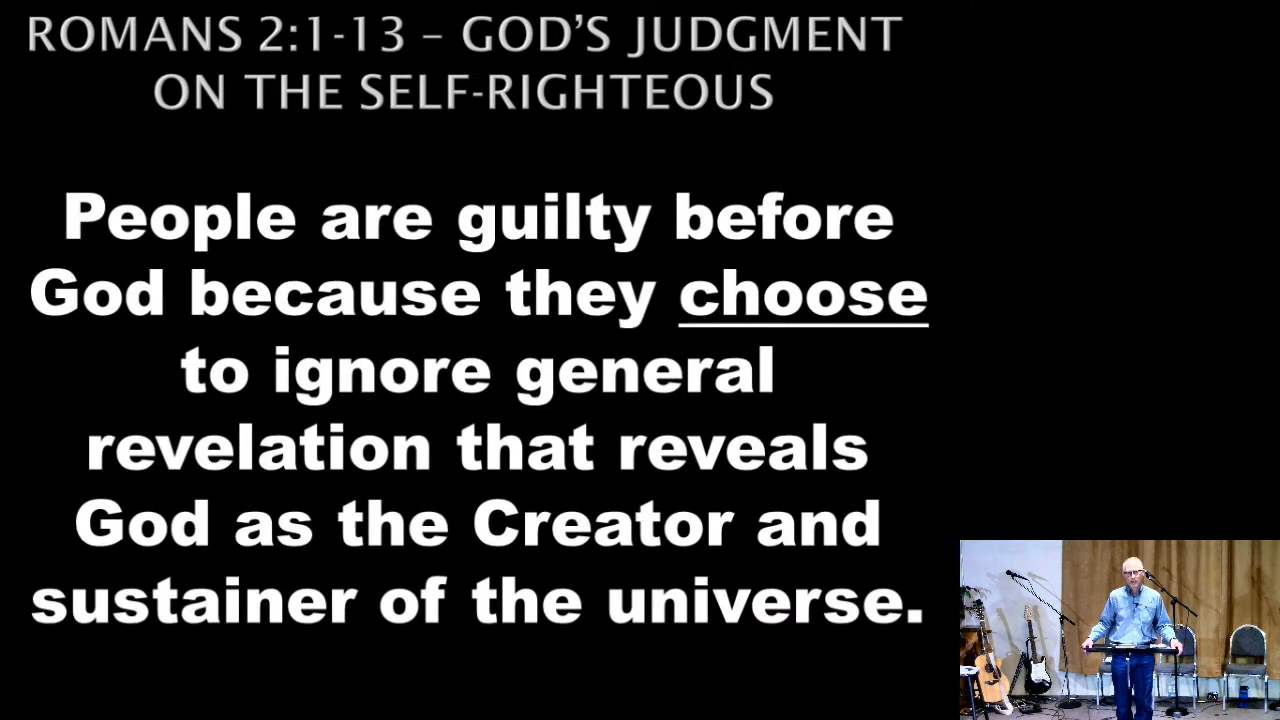 ROMANS 2:1-13 – GOD’S JUDGMENT
ON THE SELF-RIGHTEOUS
People are guilty before
God because they choose
to ignore general
revelation that reveals
God as the Creator and
sustainer of the universe.